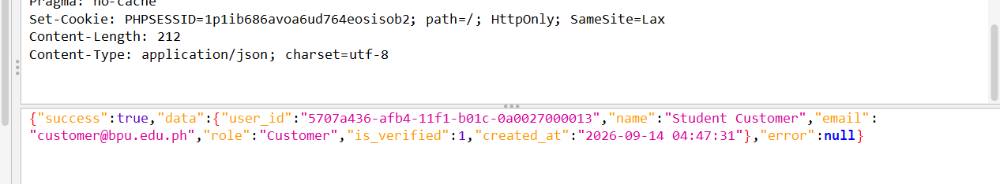 Pragma: no-cache
Set-Cookie: PHPSESSID=1p1ib686avoa6ud764eosisob2; path=/; HttpOnly; SameSite=Lax
Content-Length: 212
Content-Type: application/json; charset=utf-8
{"success":true,"data":{"user_id":"5707a436-afb4-11f1-b01c-0a0027000013","name":"Student Customer","email":
"customer@bpu.edu.ph","role":"Customer","is_verified":1,"created_at":"2026-09-14 04:47:31"},"error":null}